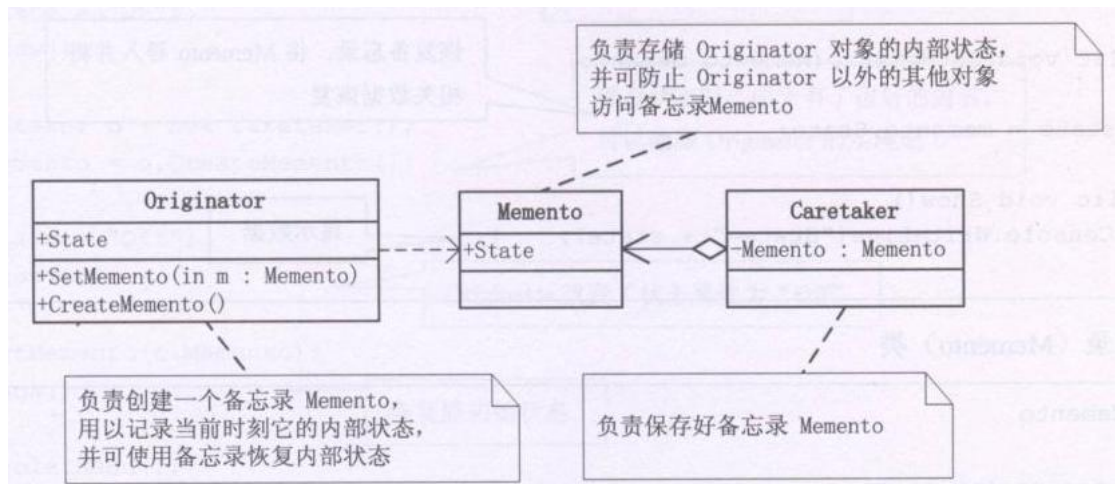 负责存储 Originator 对象的内部状态，
并可防止 Originator 以外的其他对象
访问备忘录Memento
Originator
+State
+SetMemento(in m : Memento)
+CreateMemento()
Memento
+State
Caretaker
-Memento : Memento
负责创建一个备忘录 Memento，
用以记录当前时刻它的内部状态，
并可使用备忘录恢复内部状态
负责保存好备忘录 Memento
（Memento）类